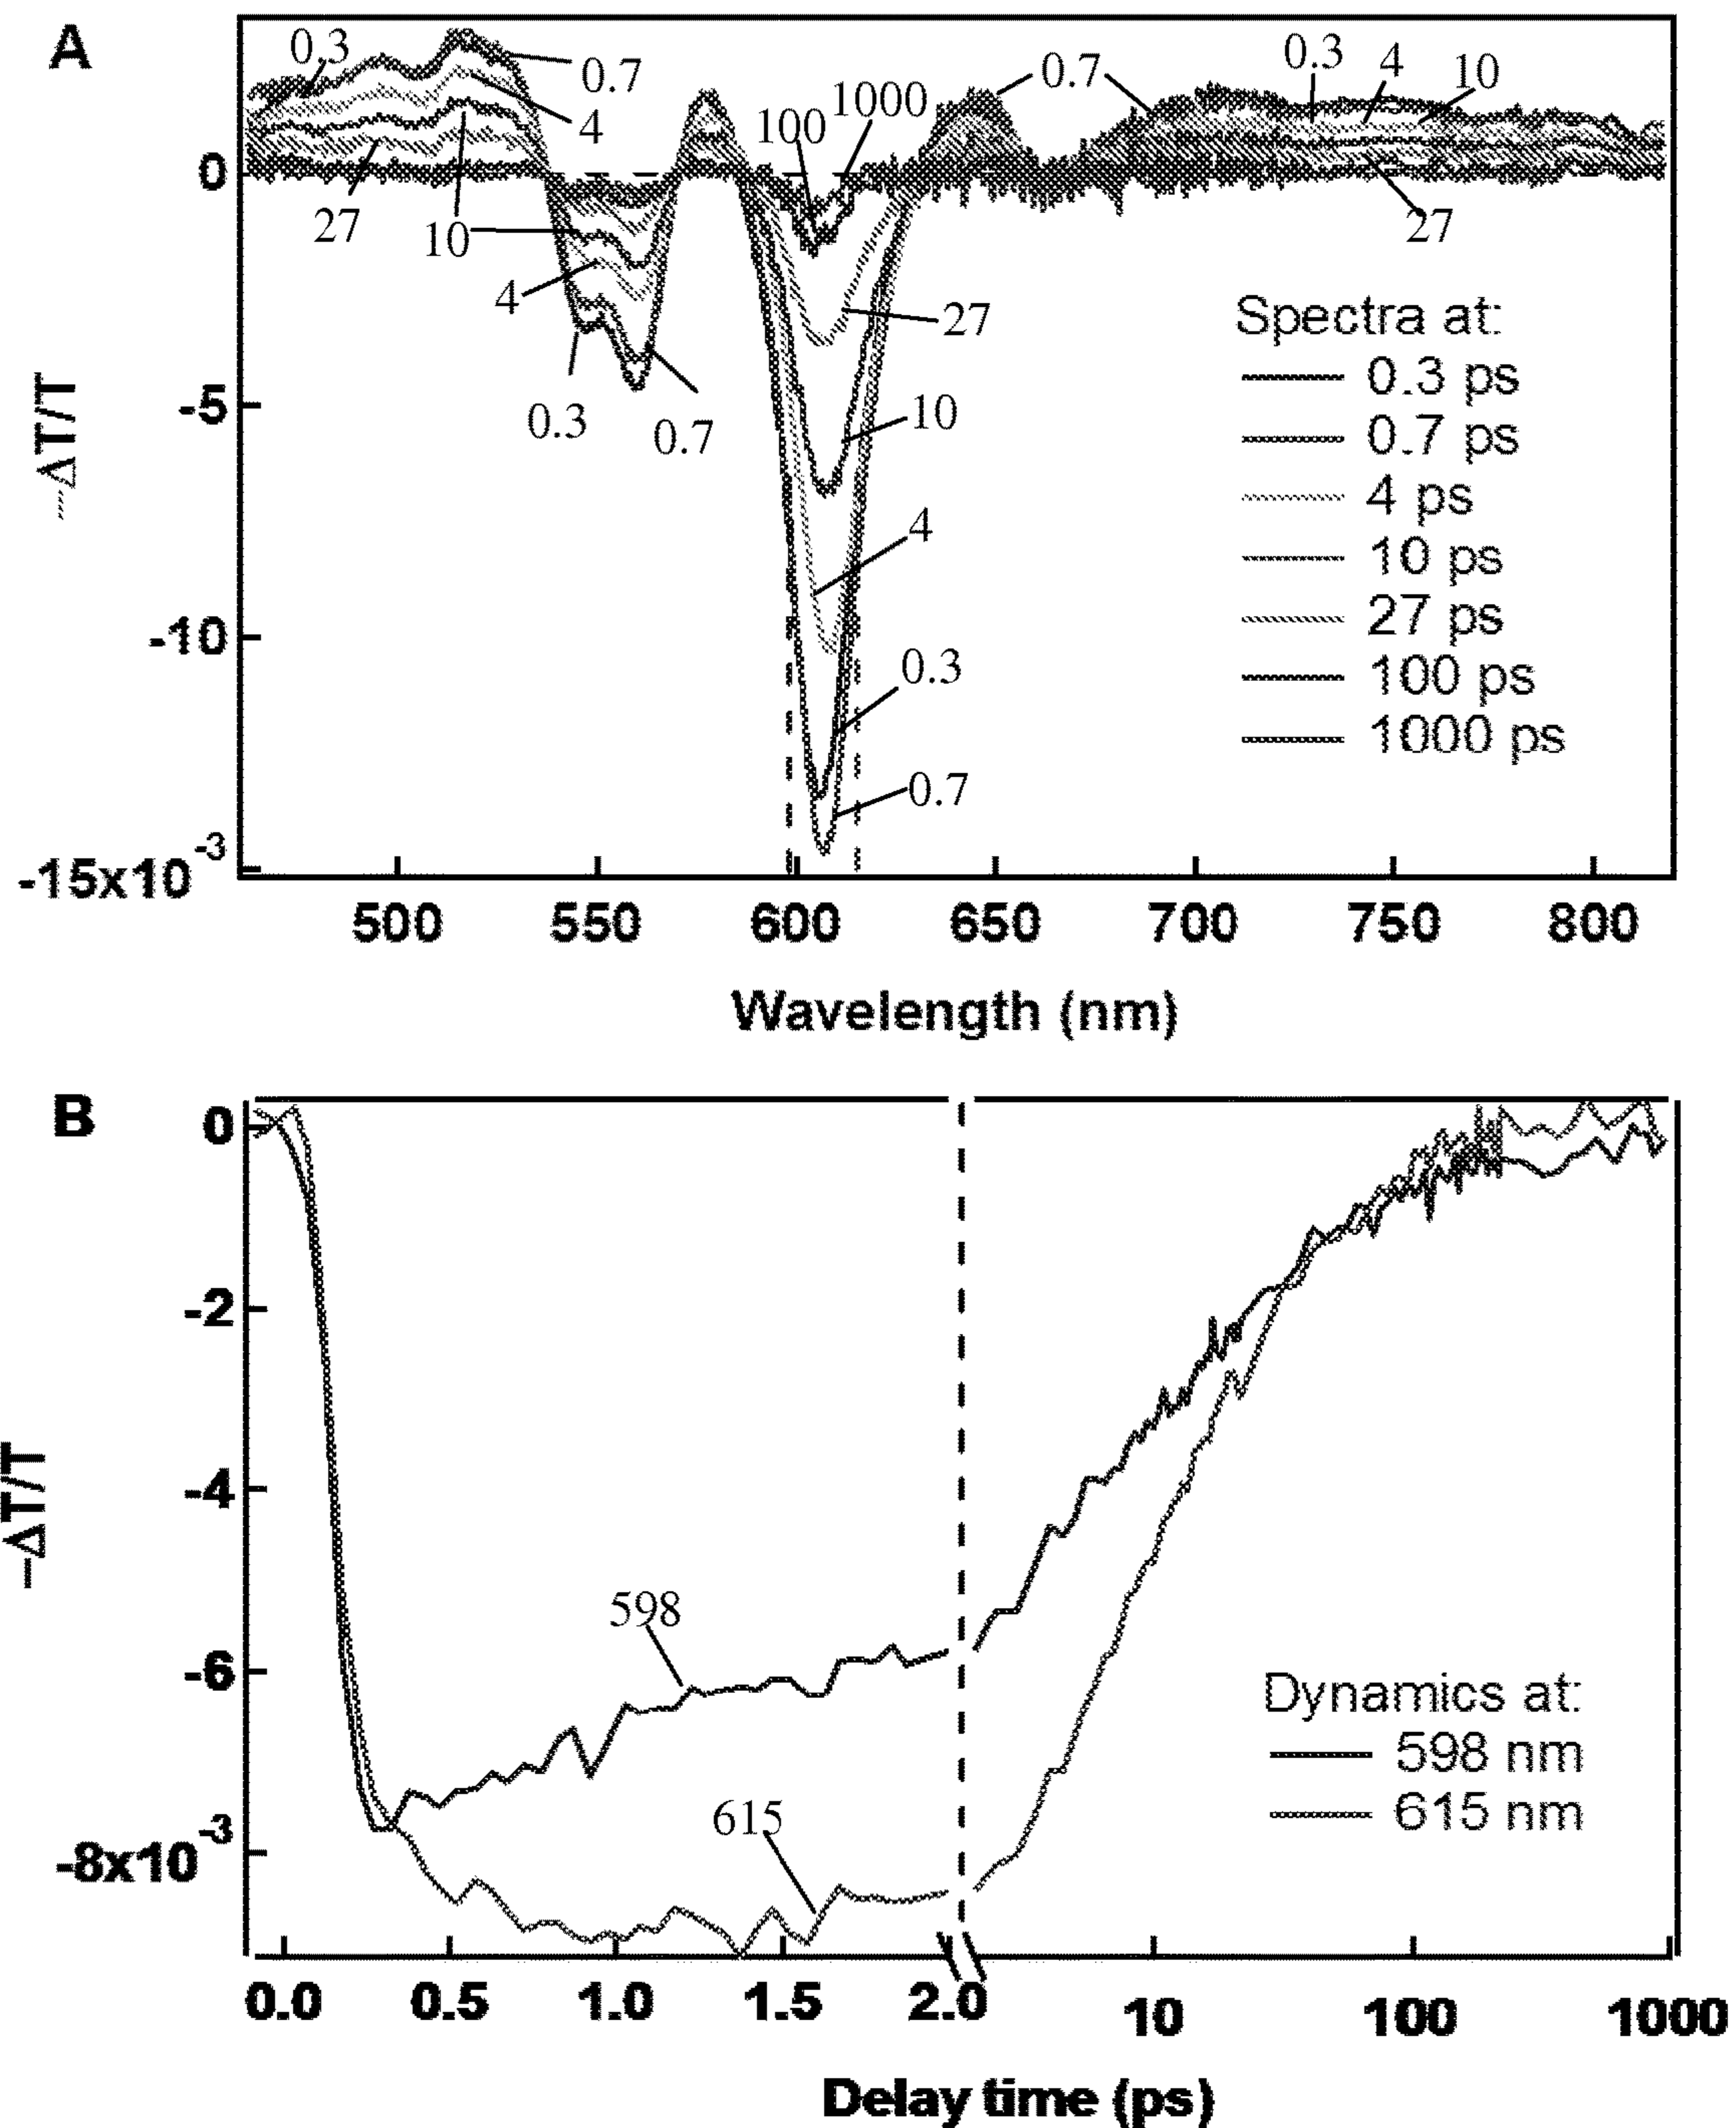 A
0.3
0.7
4
0.7
0.3
4
10
100
1000
0
27
10
4
27
27
Spectra at:
0.3 ps
0.7 ps
4 ps
10 ps
27 ps
100 ps
1000 ps
-5
0.3
0.7
10
4
-10
0.3
0.7
-15x10-3
−ΔT/T
500 550 600 650 700 750 800
Wavelength (nm)
B
0
-2
-4
-6
-8x10-3
−ΔT/T
598
615
Dynamics at:
598 nm
615 nm
0.0 0.5 1.0 1.5 2.0 10 100 1000
Delay time (ps)